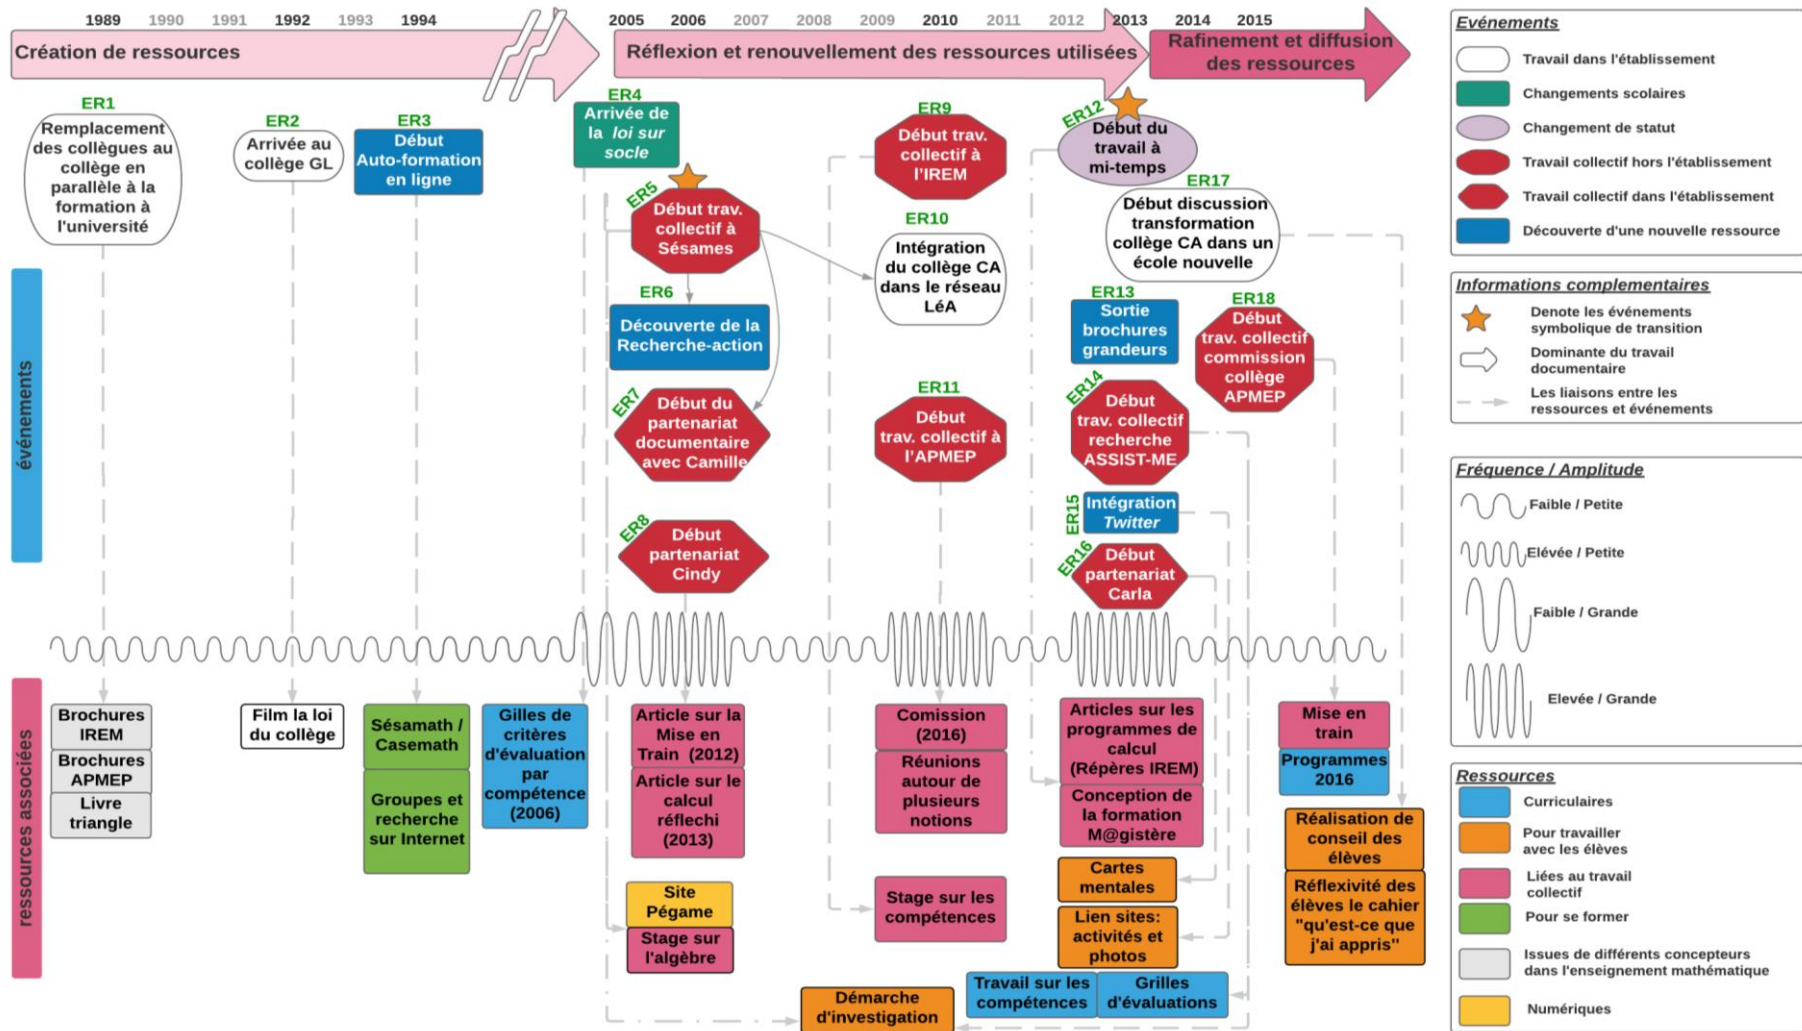 1989 1990 1991 1992 1993 1994 2005 2006 2007 2008 2009 2010 2011 2012 2013 2014 2015
Création de ressources
Réflexion et renouvellement des ressources utilisées
Rafinement et diffusion
des ressources
événements
ER1
Remplacement
des collègues au
collège en
parallèle à la
formation à
l'université
ER2
Arrivée au
collège GL
ER3
Début
Auto-formation
en ligne
ER4
Arrivée de
la loi sur
socle
ER5
Début trav.
collectif à
Sésames
ER6
Découverte de la
Recherche-action
ER7
Début du
partenariat
documentaire
avec Camille
ER8
Début
partenariat
Cindy
ER9
Début trav.
collectif à
l'IREM
ER10
Intégration
du collège CA
dans le réseau
LéA
ER11
Début
trav. collectif à
l'APMEP
ER12
Début du
travail à
mi-temps
ER17
Début discussion
transformation
collège CA dans un
école nouvelle
ER13
Sortie
brochures
grandeurs
ER18
Début
trav. collectif
commission
collège
APMEP
ER14
Début
trav. collectif
recherche
ASSIST-ME
ER15
Intégration
Twitter
ER16
Début
partenariat
Carla
ressources associées
Brochures
IREM
Brochures
APMEP
Livre
triangle
Film la loi
du collège
Sésamath /
Casemath
Groupes et
recherche
sur Internet
Gilles de
critères
d'évaluation
par
compétence
(2006)
Article sur la
Mise en
Train (2012)
Article sur le
calcul
réflechi
(2013)
Site
Pégame
Stage sur
l'algèbre
Comission
(2016)
Réunions
autour de
plusieurs
notions
Stage sur les
compétences
Démarche
d'investigation
Articles sur les
programmes de
calcul
(Répères IREM)
Conception de
la formation
M@gistère
Cartes
mentales
Lien sites:
activités et
photos
Travail sur les
compétences
Grilles
d'évaluations
Mise en
train
Programmes
2016
Réalisation de
conseil des
élèves
Réflexivité des
élèves le cahier
"qu'est-ce que
j'ai appris"
Evénements
Travail dans l'établissement
Changements scolaires
Changement de statut
Travail collectif hors l'établissement
Travail collectif dans l'établissement
Découverte d'une nouvelle ressource
Informations complementaires
Denote les événements
symbolique de transition
Dominante du travail
documentaire
Les liaisons entre les
ressources et événements
Fréquence / Amplitude
Faible / Petite
Elévée / Petite
Faible / Grande
Elevée / Grande
Ressources
Curriculaires
Pour travailler
avec les élèves
Liées au travail
collectif
Pour se former
Issues de différents concepteurs
dans l'enseignement mathématique
Numériques